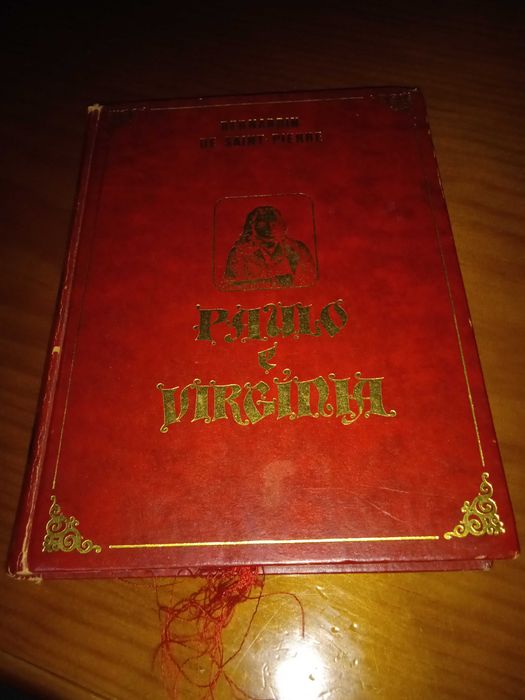 BERNARDIN
DE SAINT-PIERRE
PAULO
E
VIRGÍNIA